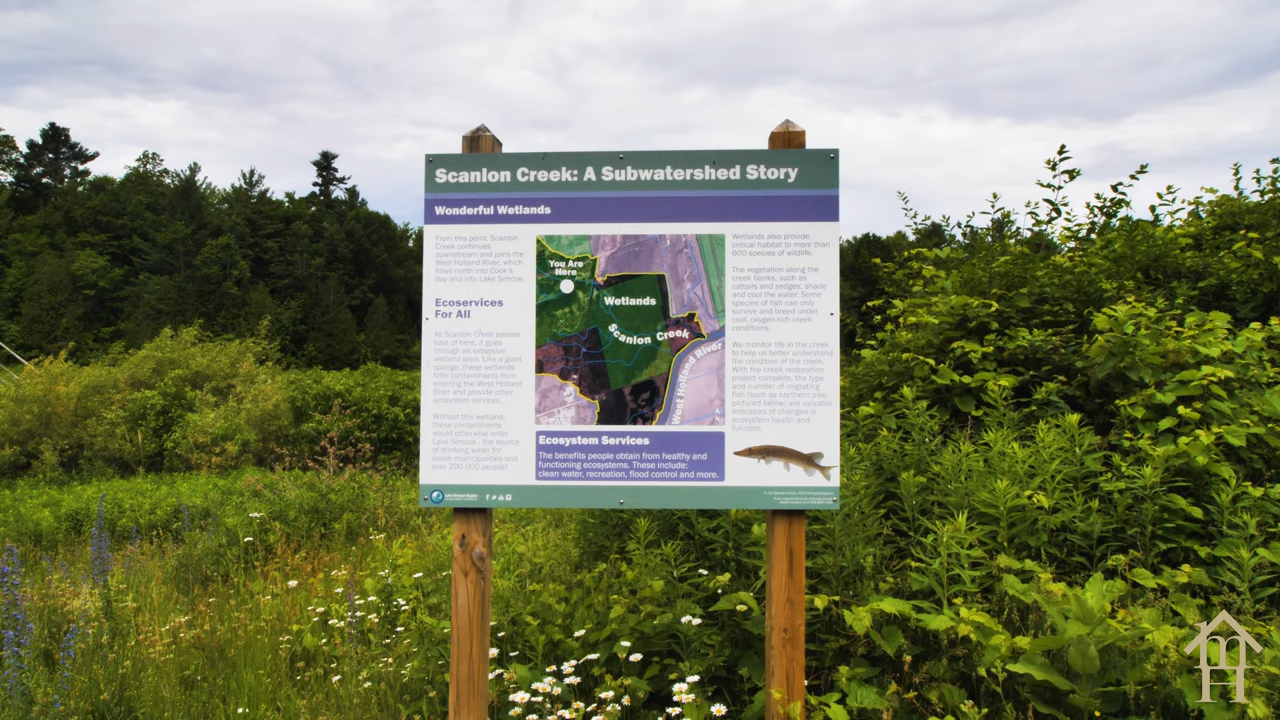 Scanlon Creek: A Subwatershed Story
Wonderful Wetlands
From this point, Scanlon
Creek continues
downstream and joins the
West Holland River, which
flows north into Cook's
Bay and into Lake Simcoe.
Ecoservices
For All
As Scanlon Creek passes
east of here, it goes
through an extensive
wetland area. Like a giant
sponge, these wetlands
filter contaminants from
entering the West Holland
River and provide other
ecosystem services.
Without this wetland,
these contaminants
would otherwise enter
Lake Simcoe - the source
of drinking water for
seven municipalities and
over 200,000 people!
You Are
Here
Wetlands
Scanlon Creek
West Holland River
Ecosystem Services
The benefits people obtain from healthy and
functioning ecosystems. These include:
clean water, recreation, flood control and more.
Wetlands also provide
critical habitat to more than
600 species of wildlife.
The vegetation along the
creek banks, such as
cattails and sedges, shade
and cool the water. Some
species of fish can only
survive and breed under
cool, oxygen-rich creek
conditions.
We monitor life in the creek
to help us better understand
the condition of the creek.
With the creek restoration
project complete, the type
and number of migrating
fish (such as northern pike
pictured below) are valuable
indicators of changes in
ecosystem health and
function.
Lake Simcoe Region